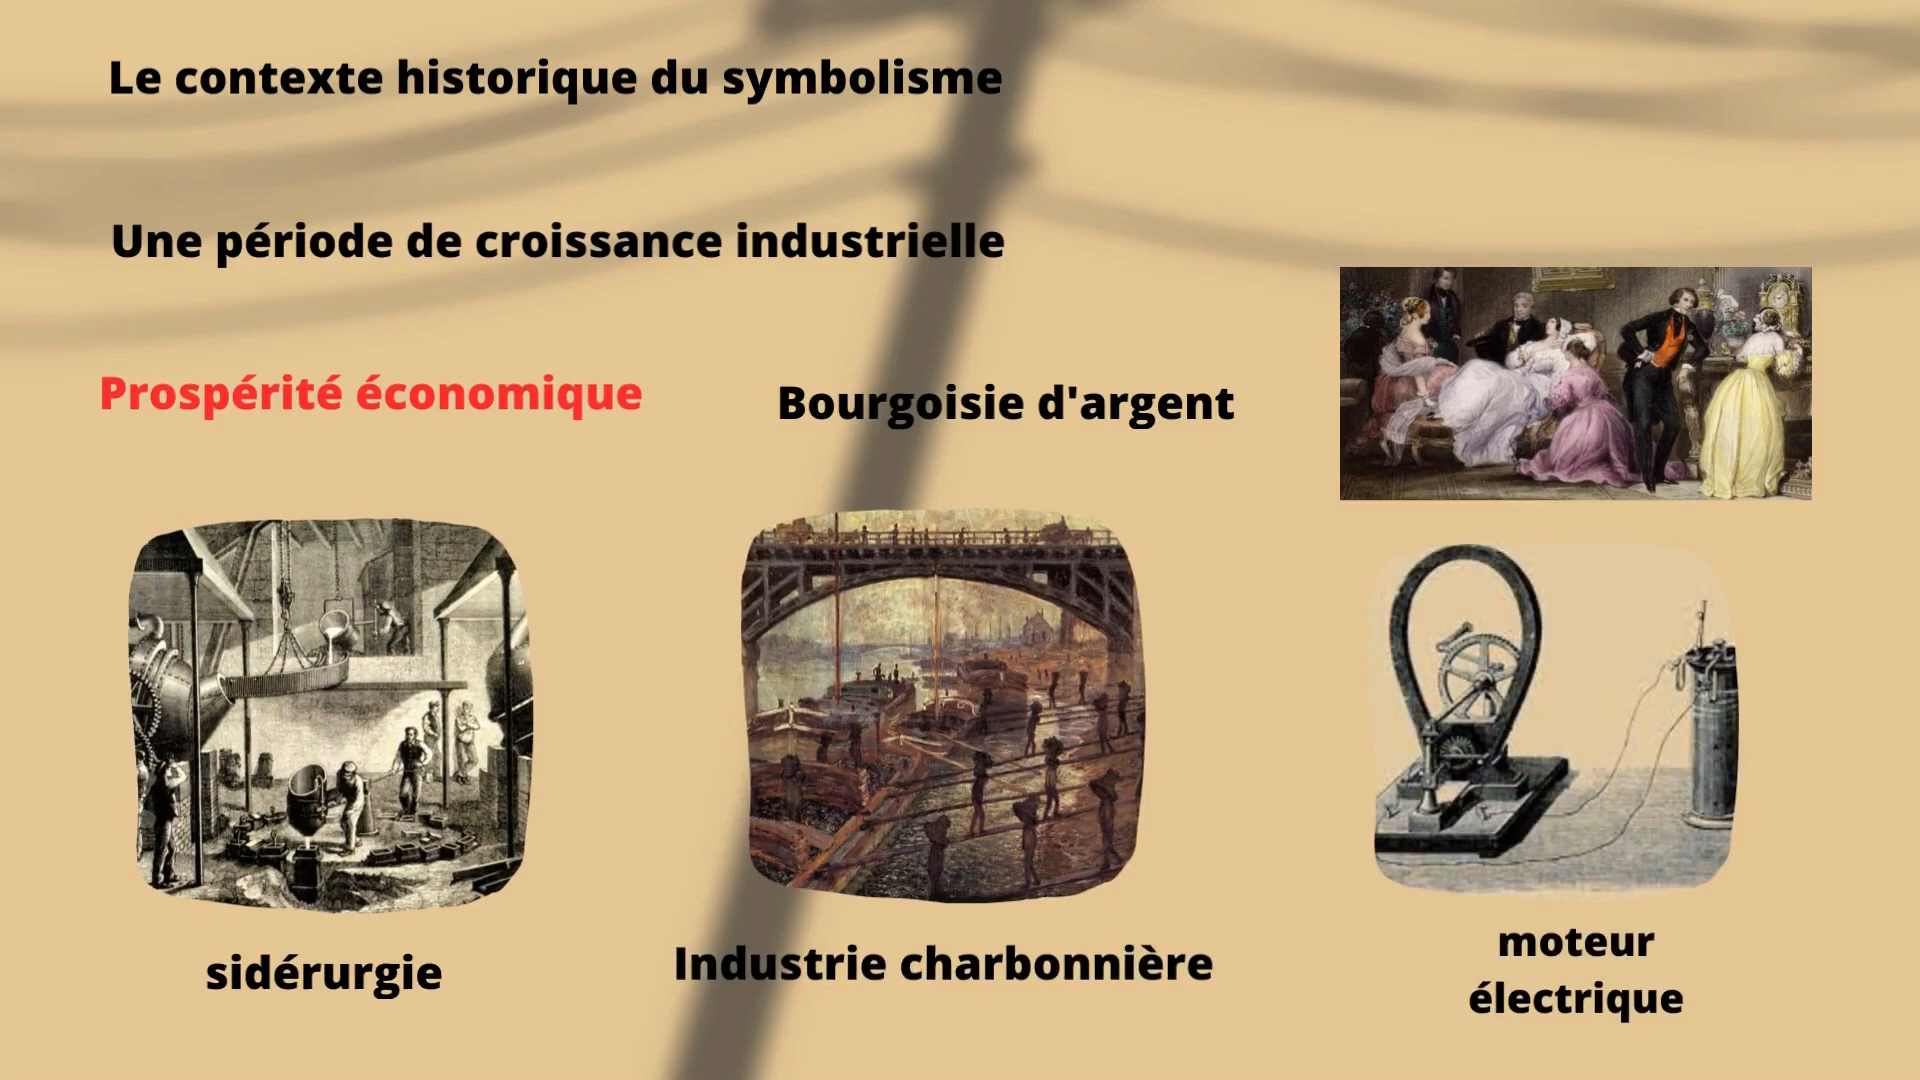 Le contexte historique du symbolisme
Une période de croissance industrielle
Prospérité économique
Bourgoisie d'argent
sidérurgie
Industrie charbonnière
moteur
électrique